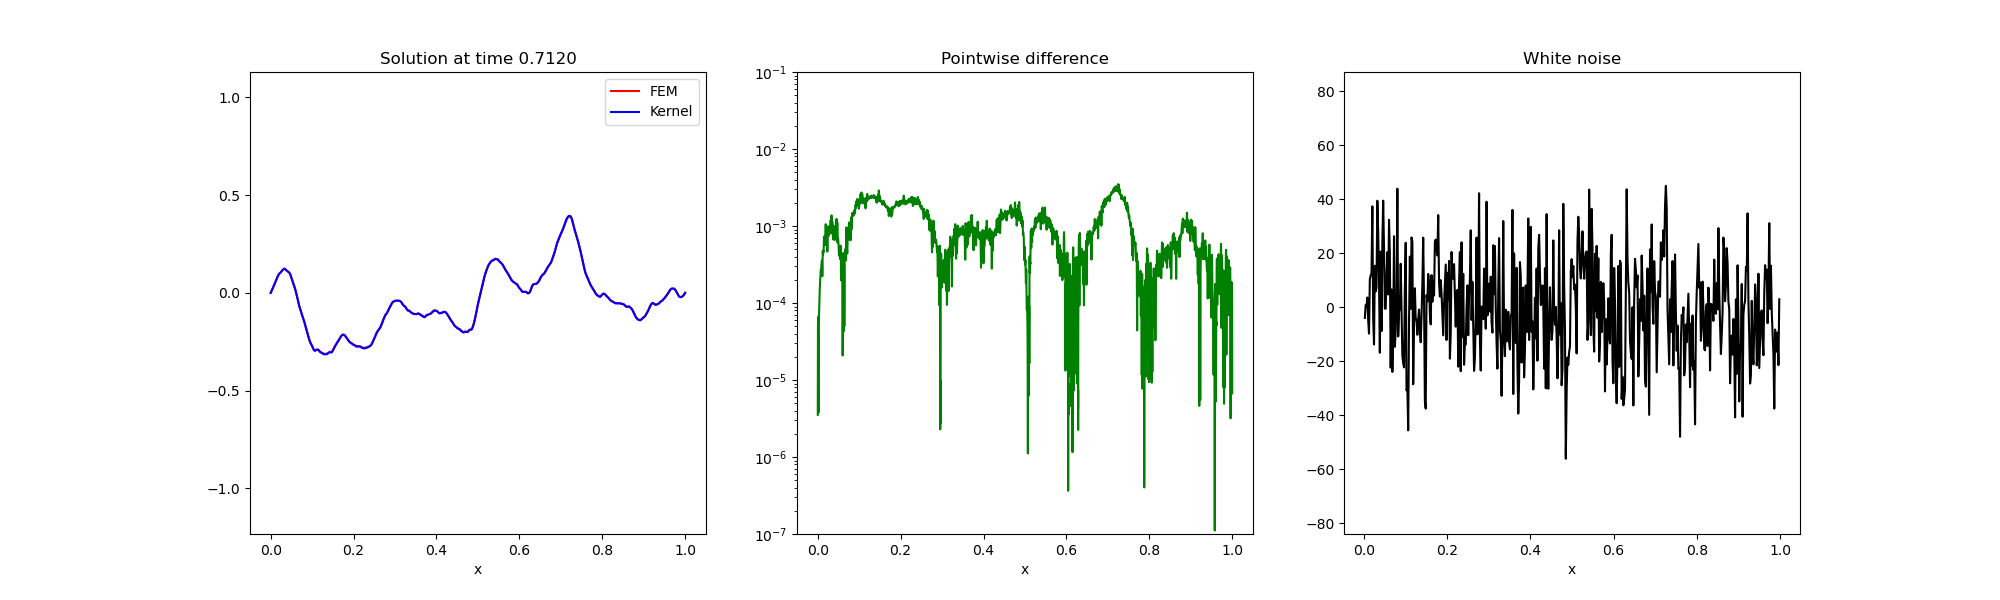 Solution at time 0.7120
FEM
Kernel
1.0
0.5
0.0
−0.5
−1.0
0.0 0.2 0.4 0.6 0.8 1.0
x
Pointwise difference
10⁻¹
10⁻²
10⁻³
10⁻⁴
10⁻⁵
10⁻⁶
10⁻⁷
0.0 0.2 0.4 0.6 0.8 1.0
x
White noise
80
60
40
20
0
−20
−40
−60
−80
0.0 0.2 0.4 0.6 0.8 1.0
x